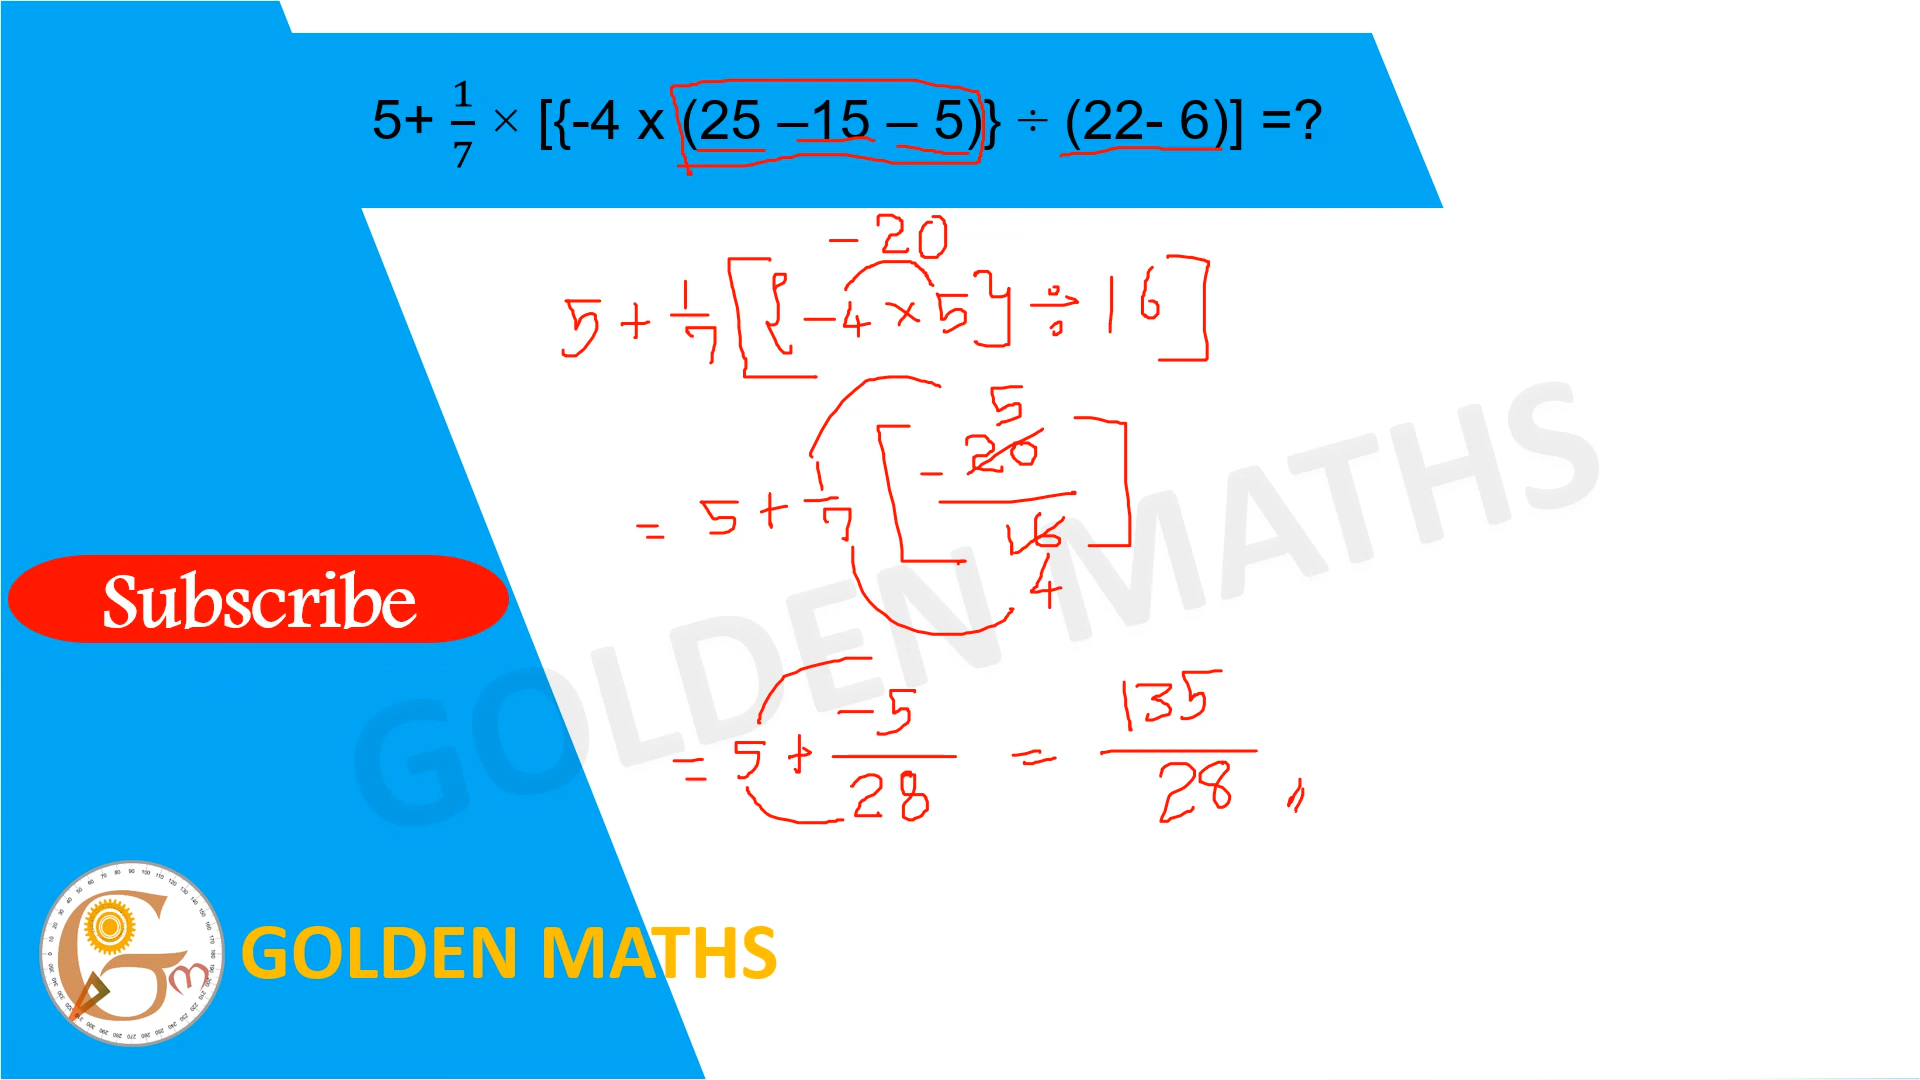 5+ 1/7 × [{-4 x (25 –15 – 5)} ÷ (22- 6)] =?
-20
5 + 1/7 [{-4 × 5} ÷ 16]
5
= 5 + 1/7 [-20/16]
4
= 5 + -5/28 = 135/28 //
Subscribe
GOLDEN MATHS
G m
GOLDEN MATHS